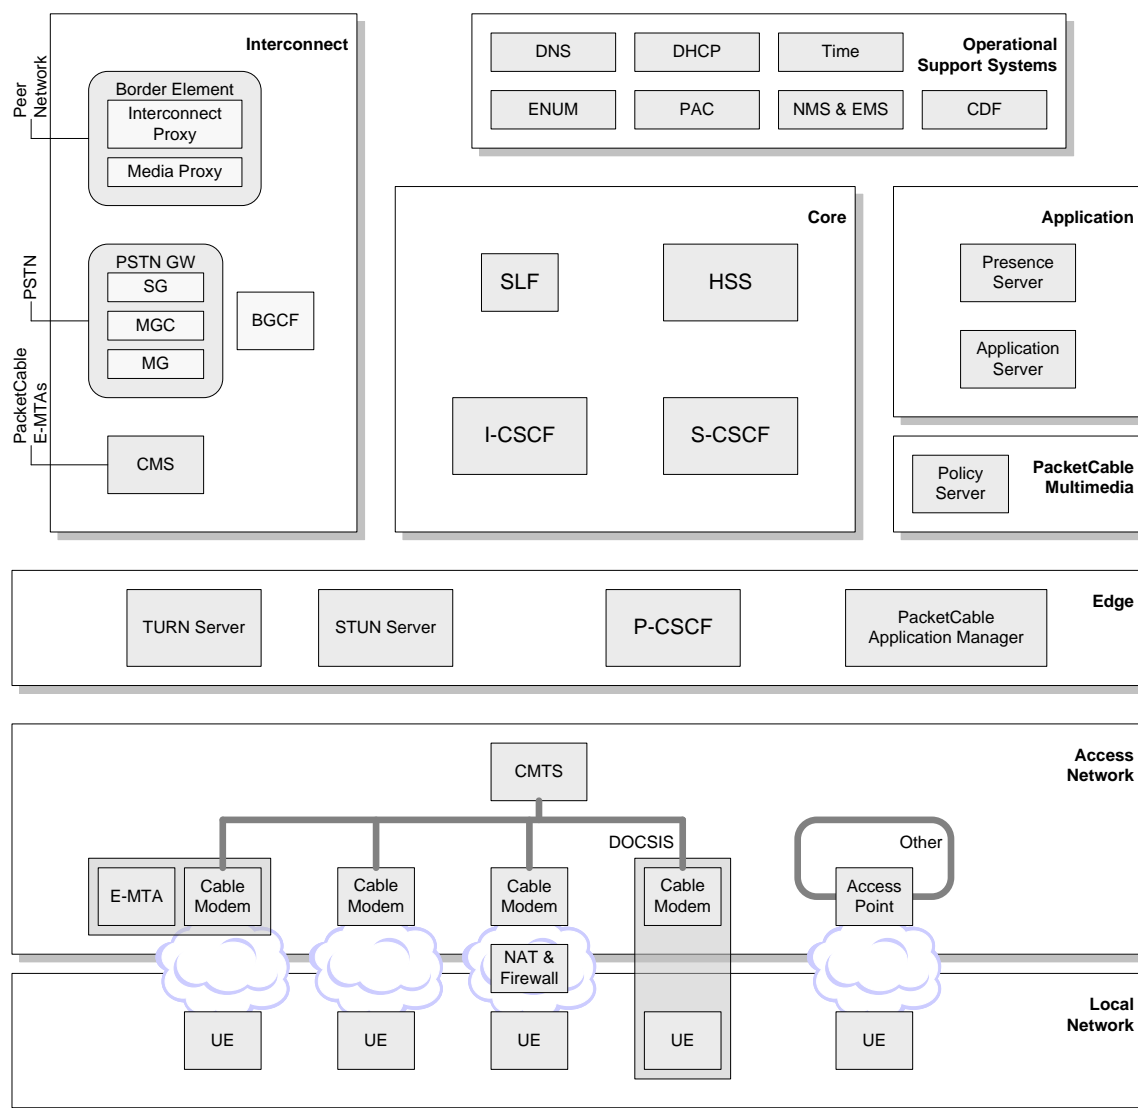 Interconnect
Peer
Network
Border Element
Interconnect
Proxy
Media Proxy
PSTN
PSTN GW
SG
MGC
MG
BGCF
PacketCable
E-MTAs
CMS
Operational
Support Systems
DNS
DHCP
Time
ENUM
PAC
NMS & EMS
CDF
Core
SLF
HSS
I-CSCF
S-CSCF
Application
Presence
Server
Application
Server
PacketCable
Multimedia
Policy
Server
Edge
TURN Server
STUN Server
P-CSCF
PacketCable
Application Manager
Access
Network
CMTS
DOCSIS
Other
E-MTA
Cable
Modem
Cable
Modem
Cable
Modem
Cable
Modem
Access
Point
NAT &
Firewall
Local
Network
UE
UE
UE
UE
UE